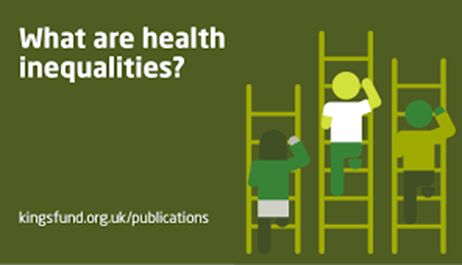 What are health
inequalities?
kingsfund.org.uk/publications